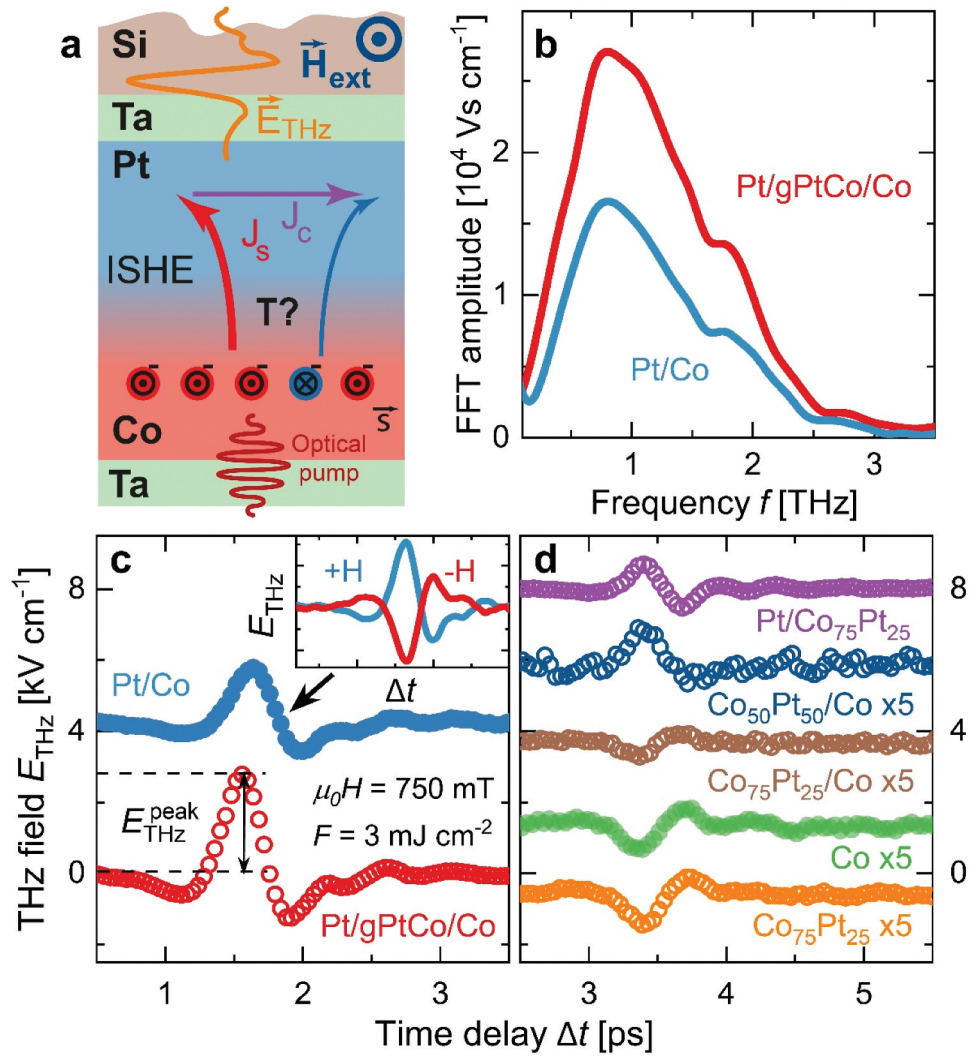 a
Si
H⃗ext
Ta
E⃗THz
Pt
Jc
Js
ISHE
T?
- - - - -
s⃗
Co
Optical
pump
Ta
b
FFT amplitude [10⁴ Vs cm⁻¹]
2
1
0
Pt/gPtCo/Co
Pt/Co
1 2 3
Frequency f [THz]
c
THz field ETHz [kV cm⁻¹]
8
4
0
ETHz
+H
-H
Δt
Pt/Co
μ₀H = 750 mT
EpeakTHz
F = 3 mJ cm⁻²
Pt/gPtCo/Co
1 2 3
d
8
4
0
Pt/Co₇₅Pt₂₅
Co₅₀Pt₅₀/Co x5
Co₇₅Pt₂₅/Co x5
Co x5
Co₇₅Pt₂₅ x5
3 4 5
Time delay Δt [ps]